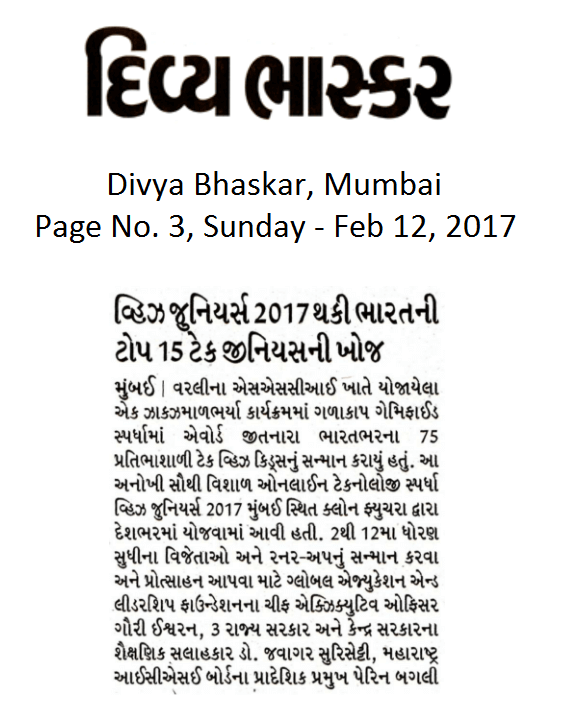 દિવ્ય ભાસ્કર
Divya Bhaskar, Mumbai
Page No. 3, Sunday - Feb 12, 2017
વ્હિઝ જુનિયર્સ 2017 થકી ભારતની
ટોપ 15 ટેક જીનિયસની ખોજ
મુંબઈ | વરલીના એસએસસીઆઈ ખાતે યોજાયેલા
એક ઝાકઝમાળભર્યા કાર્યક્રમમાં ગળાકાપ ગેમિફાઈડ
સ્પર્ધામાં એવોર્ડ જીતનારા ભારતભરના 75
પ્રતિભાશાળી ટેક વ્હિઝ કિડ્સનું સન્માન કરાયું હતું. આ
અનોખી સૌથી વિશાળ ઓનલાઈન ટેકનોલોજી સ્પર્ધા
વ્હિઝ જુનિયર્સ 2017 મુંબઈ સ્થિત ક્લોન ફ્યુચરા દ્વારા
દેશભરમાં યોજવામાં આવી હતી. 2થી 12મા ધોરણ
સુધીના વિજેતાઓ અને રનર-અપનું સન્માન કરવા
અને પ્રોત્સાહન આપવા માટે ગ્લોબલ એજ્યુકેશન એન્ડ
લીડરશિપ ફાઉન્ડેશનના ચીફ એક્ઝિક્યુટિવ ઓફિસર
ગૌરી ઈશ્વરન, 3 રાજ્ય સરકાર અને કેન્દ્ર સરકારના
શૈક્ષણિક સલાહકાર ડો. જવાગર સુરિસેટ્ટી, મહારાષ્ટ્ર
આઈસીએસઈ બોર્ડના પ્રાદેશિક પ્રમુખ પેરિન બગલી